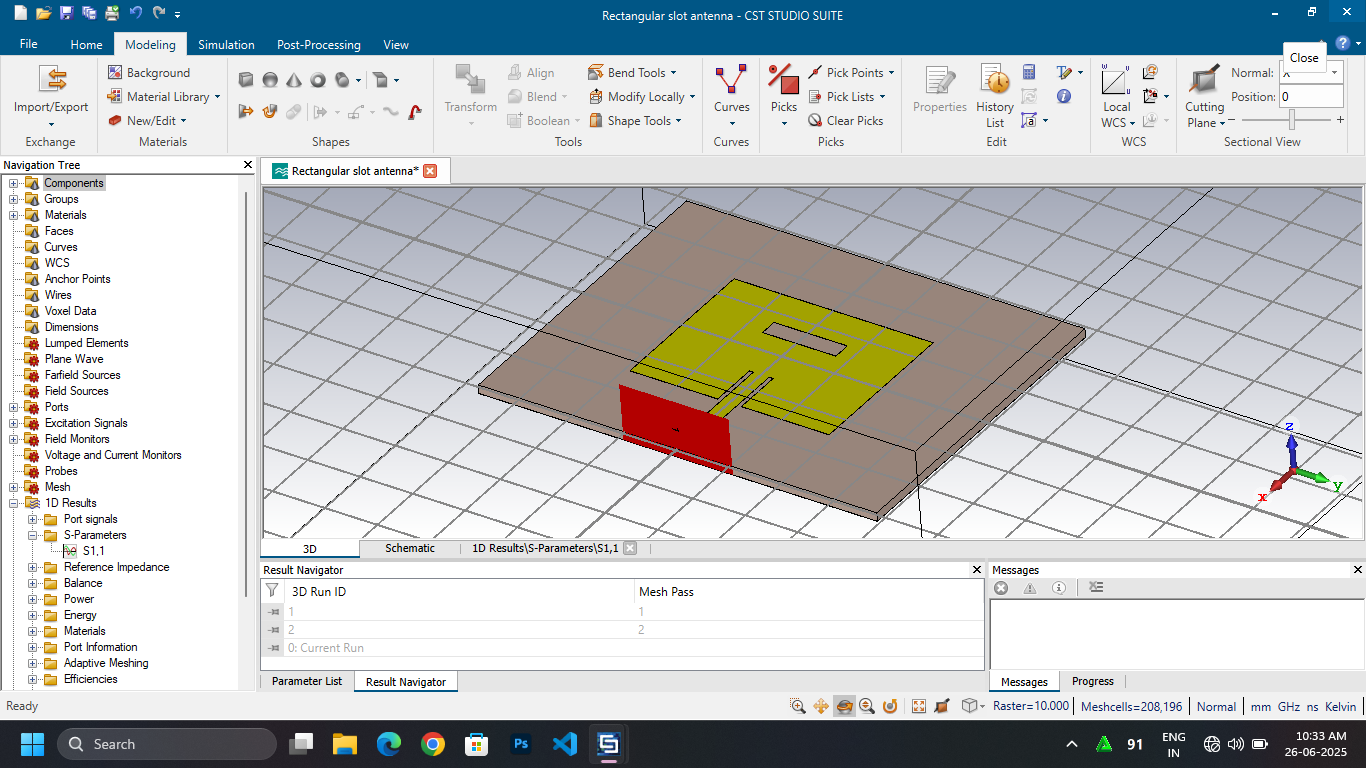 Rectangular slot antenna - CST STUDIO SUITE
File Home Modeling Simulation Post-Processing View
Close
Import/Export
Exchange
Background
Material Library
New/Edit
Materials
Shapes
Transform
Align
Blend
Boolean
Bend Tools
Modify Locally
Shape Tools
Tools
Curves
Curves
Picks
Pick Points
Pick Lists
Clear Picks
Picks
Properties
History
List
Edit
Local
WCS
WCS
Cutting
Plane
Normal: X
Position: 0
Sectional View
Navigation Tree
Components
Groups
Materials
Faces
Curves
WCS
Anchor Points
Wires
Voxel Data
Dimensions
Lumped Elements
Plane Wave
Farfield Sources
Field Sources
Ports
Excitation Signals
Field Monitors
Voltage and Current Monitors
Probes
Mesh
1D Results
Port signals
S-Parameters
S1,1
Reference Impedance
Balance
Power
Energy
Materials
Port Information
Adaptive Meshing
Efficiencies
Rectangular slot antenna*
z
y
x
3D Schematic 1D Results\S-Parameters\S1,1
Result Navigator
3D Run ID Mesh Pass
1 1
2 2
0: Current Run
Parameter List Result Navigator
Messages
Messages Progress
Ready
Raster=10.000 Meshcells=208,196 Normal mm GHz ns Kelvin
Search
Ps
91
ENG
IN
10:33 AM
26-06-2025